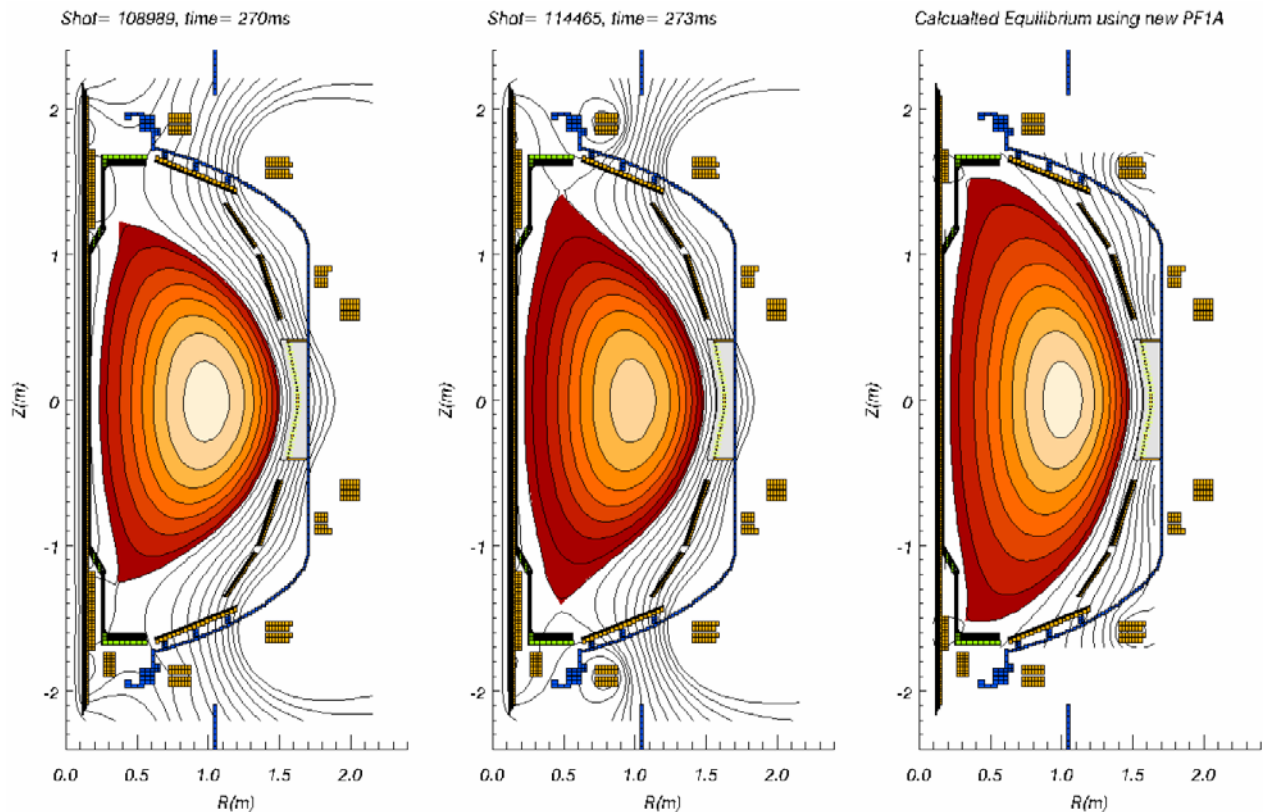 Shot= 108989, time= 270ms
Shot= 114465, time= 273ms
Calcualted Equilibrium using new PF1A
2
1
0
-1
-2
Z(m)
0.0 0.5 1.0 1.5 2.0
R(m)
2
1
0
-1
-2
Z(m)
0.0 0.5 1.0 1.5 2.0
R(m)
2
1
0
-1
-2
Z(m)
0.0 0.5 1.0 1.5 2.0
R(m)